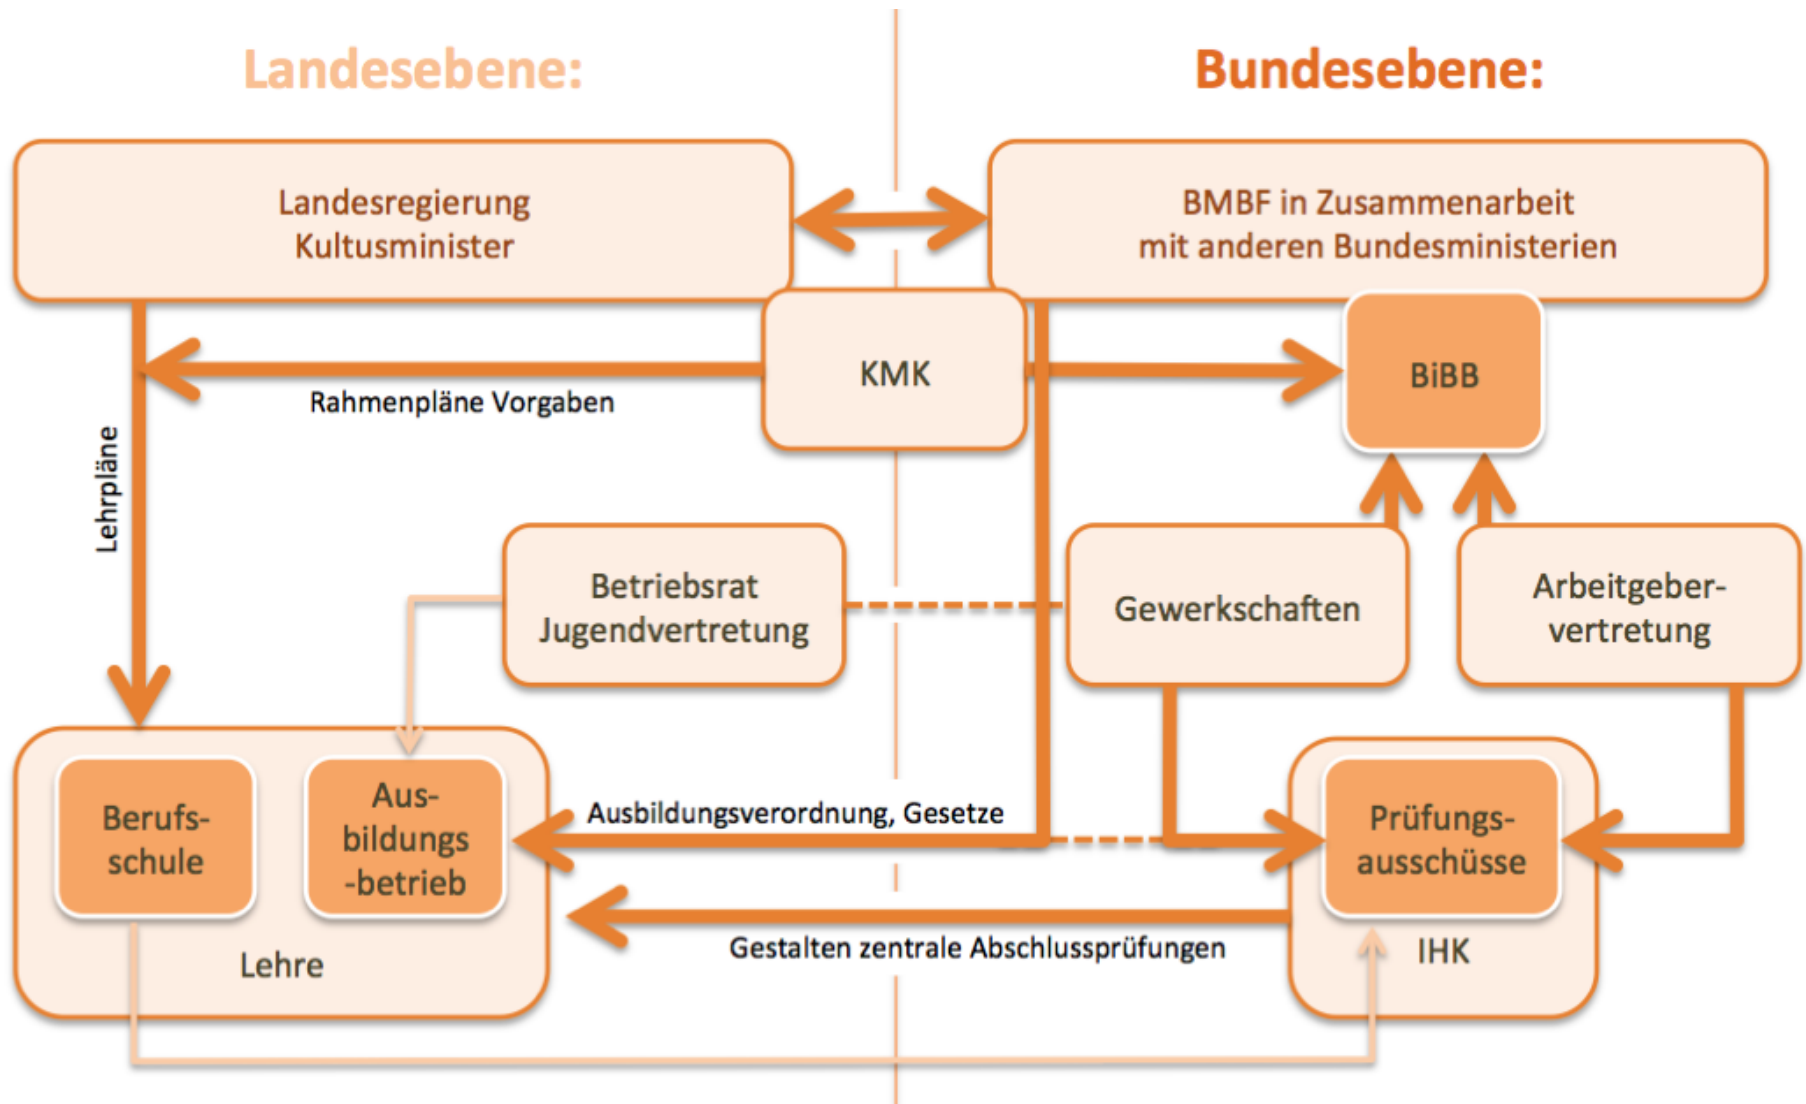 Landesebene:
Bundesebene:
Landesregierung
Kultusminister
BMBF in Zusammenarbeit
mit anderen Bundesministerien
KMK
BiBB
Rahmenpläne Vorgaben
Lehrpläne
Betriebsrat
Jugendvertretung
Gewerkschaften
Arbeitgeber-
vertretung
Berufs-
schule
Aus-
bildungs
-betrieb
Lehre
Ausbildungsverordnung, Gesetze
Prüfungs-
ausschüsse
IHK
Gestalten zentrale Abschlussprüfungen